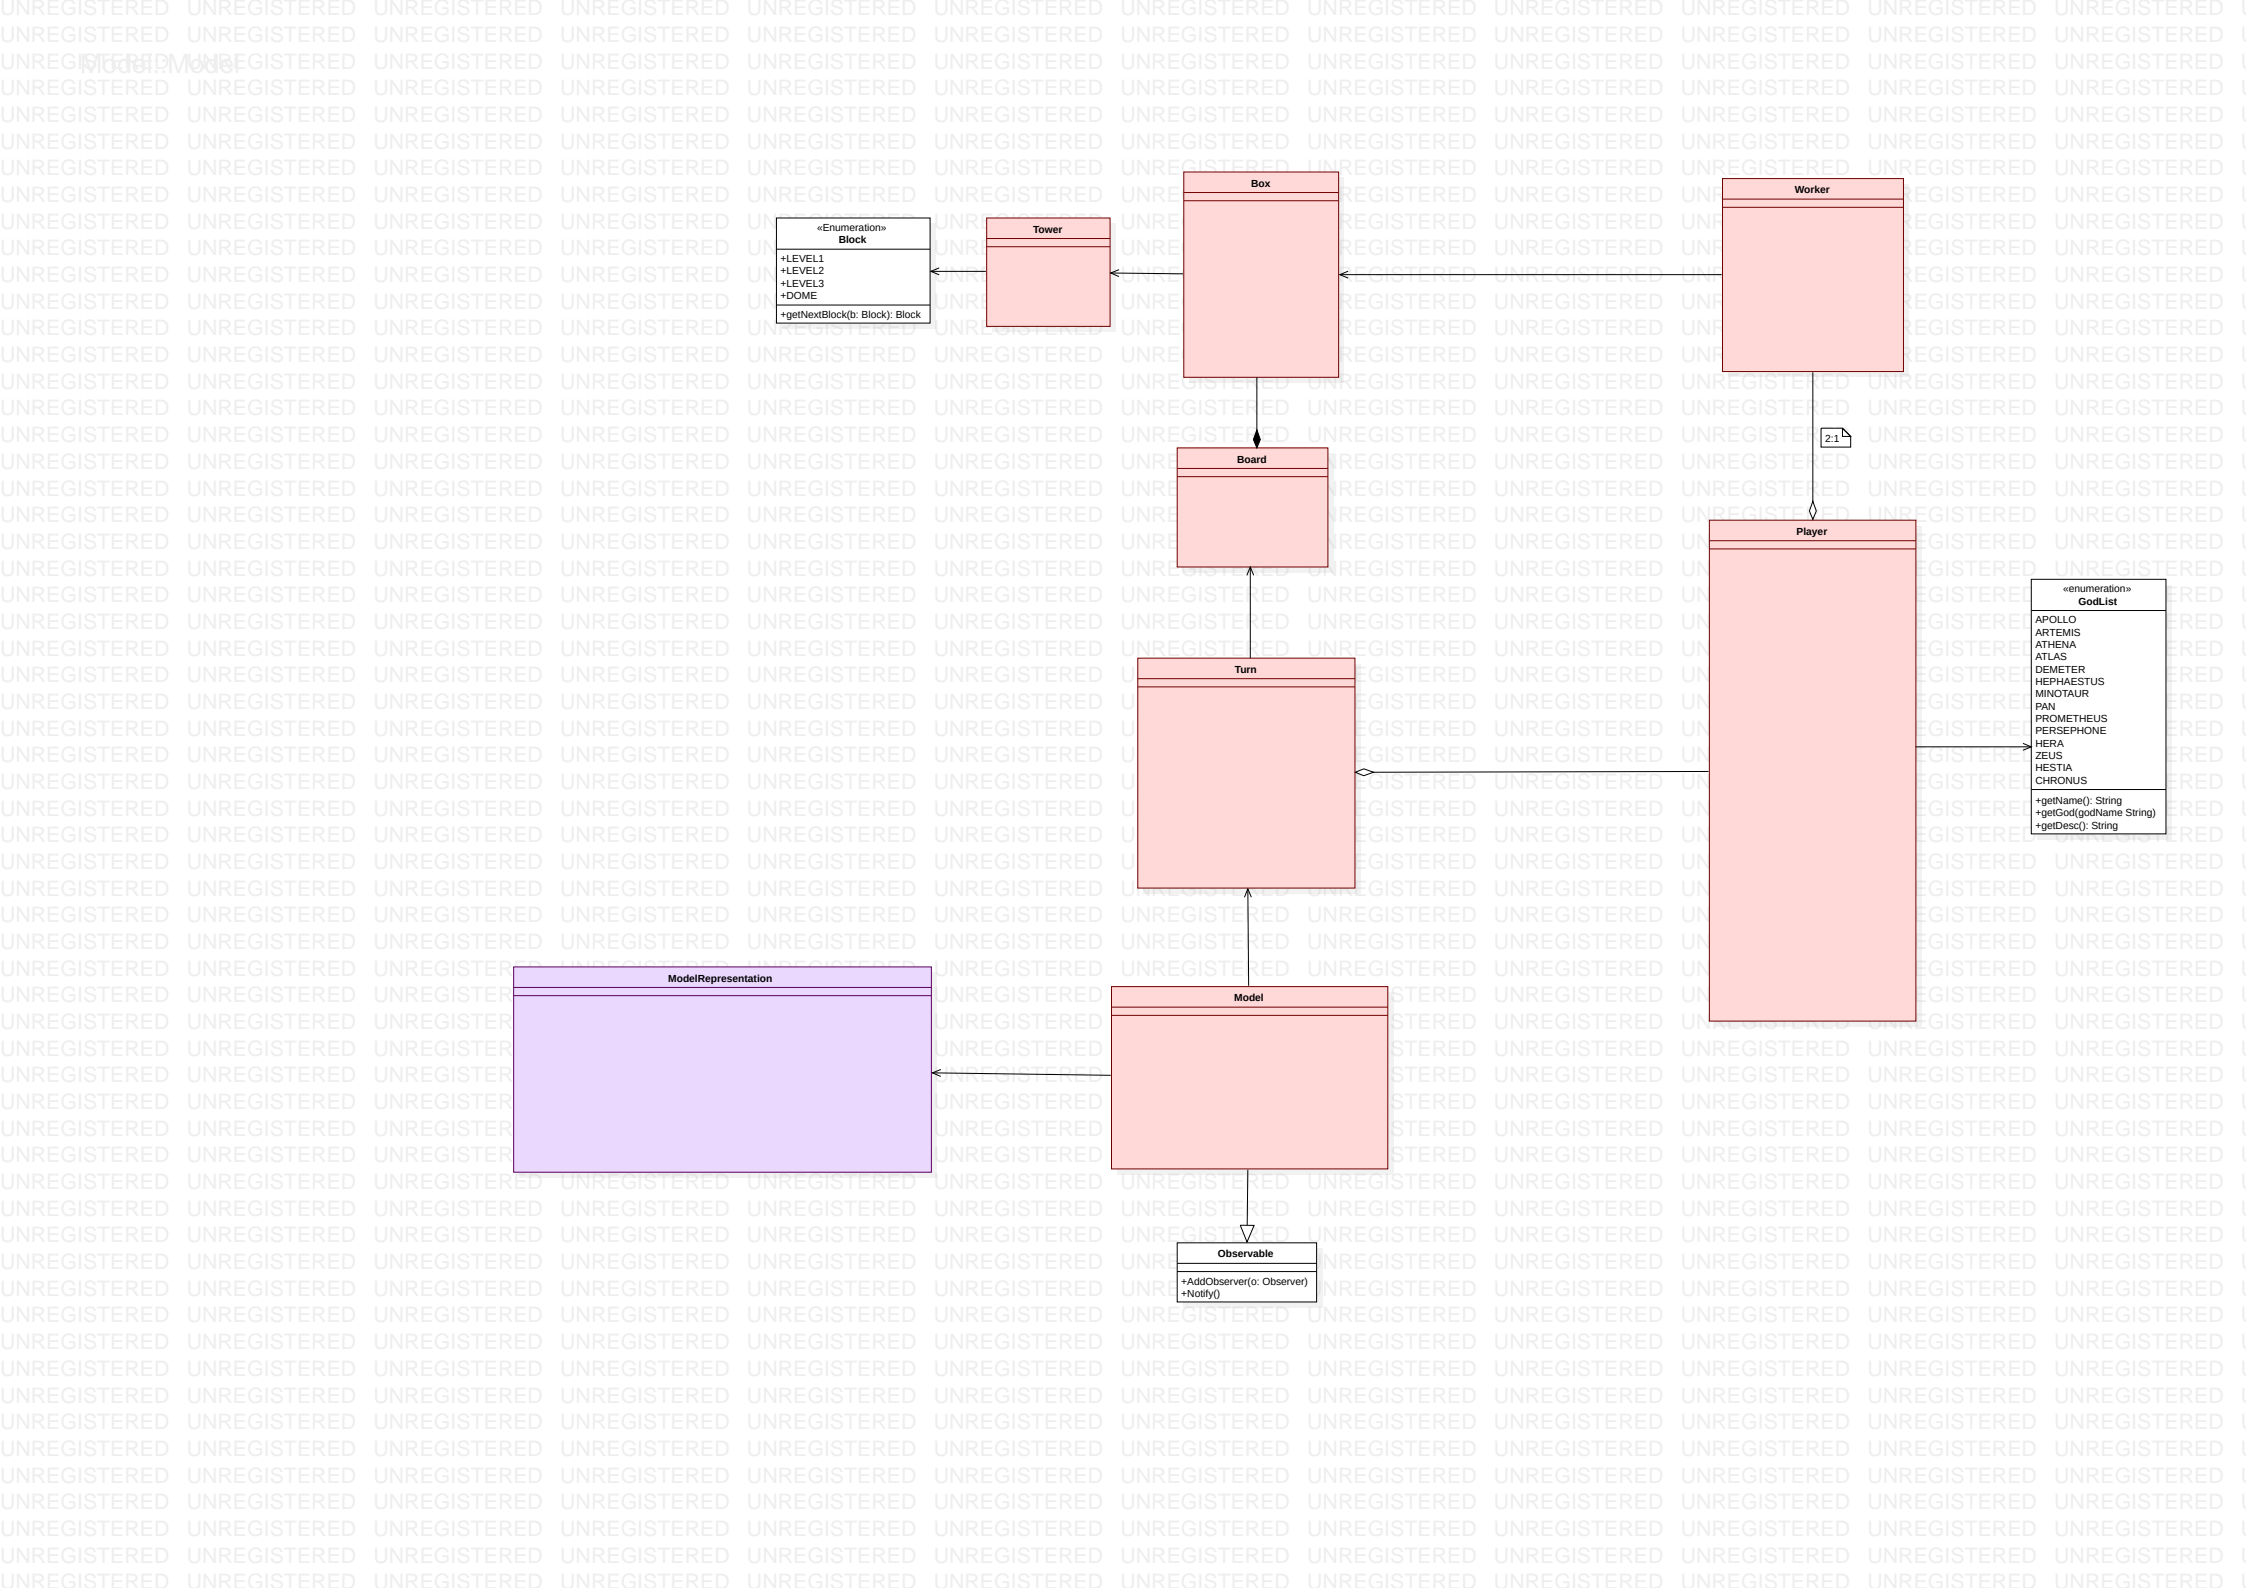 UNREGISTERED
Model::Model
Box
Worker
«Enumeration»
Block
+LEVEL1
+LEVEL2
+LEVEL3
+DOME
+getNextBlock(b: Block): Block
Tower
2:1
Board
Player
«enumeration»
GodList
APOLLO
ARTEMIS
ATHENA
ATLAS
DEMETER
HEPHAESTUS
MINOTAUR
PAN
PROMETHEUS
PERSEPHONE
HERA
ZEUS
HESTIA
CHRONUS
+getName(): String
+getGod(godName String)
+getDesc(): String
Turn
ModelRepresentation
Model
Observable
+AddObserver(o: Observer)
+Notify()